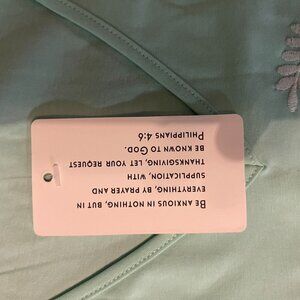 BE ANXIOUS IN NOTHING, BUT IN
EVERYTHING, BY PRAYER AND
SUPPLICATION, WITH
THANKSGIVING, LET YOUR REQUEST
BE KNOWN TO GOD.
PHILIPPIANS 4:6